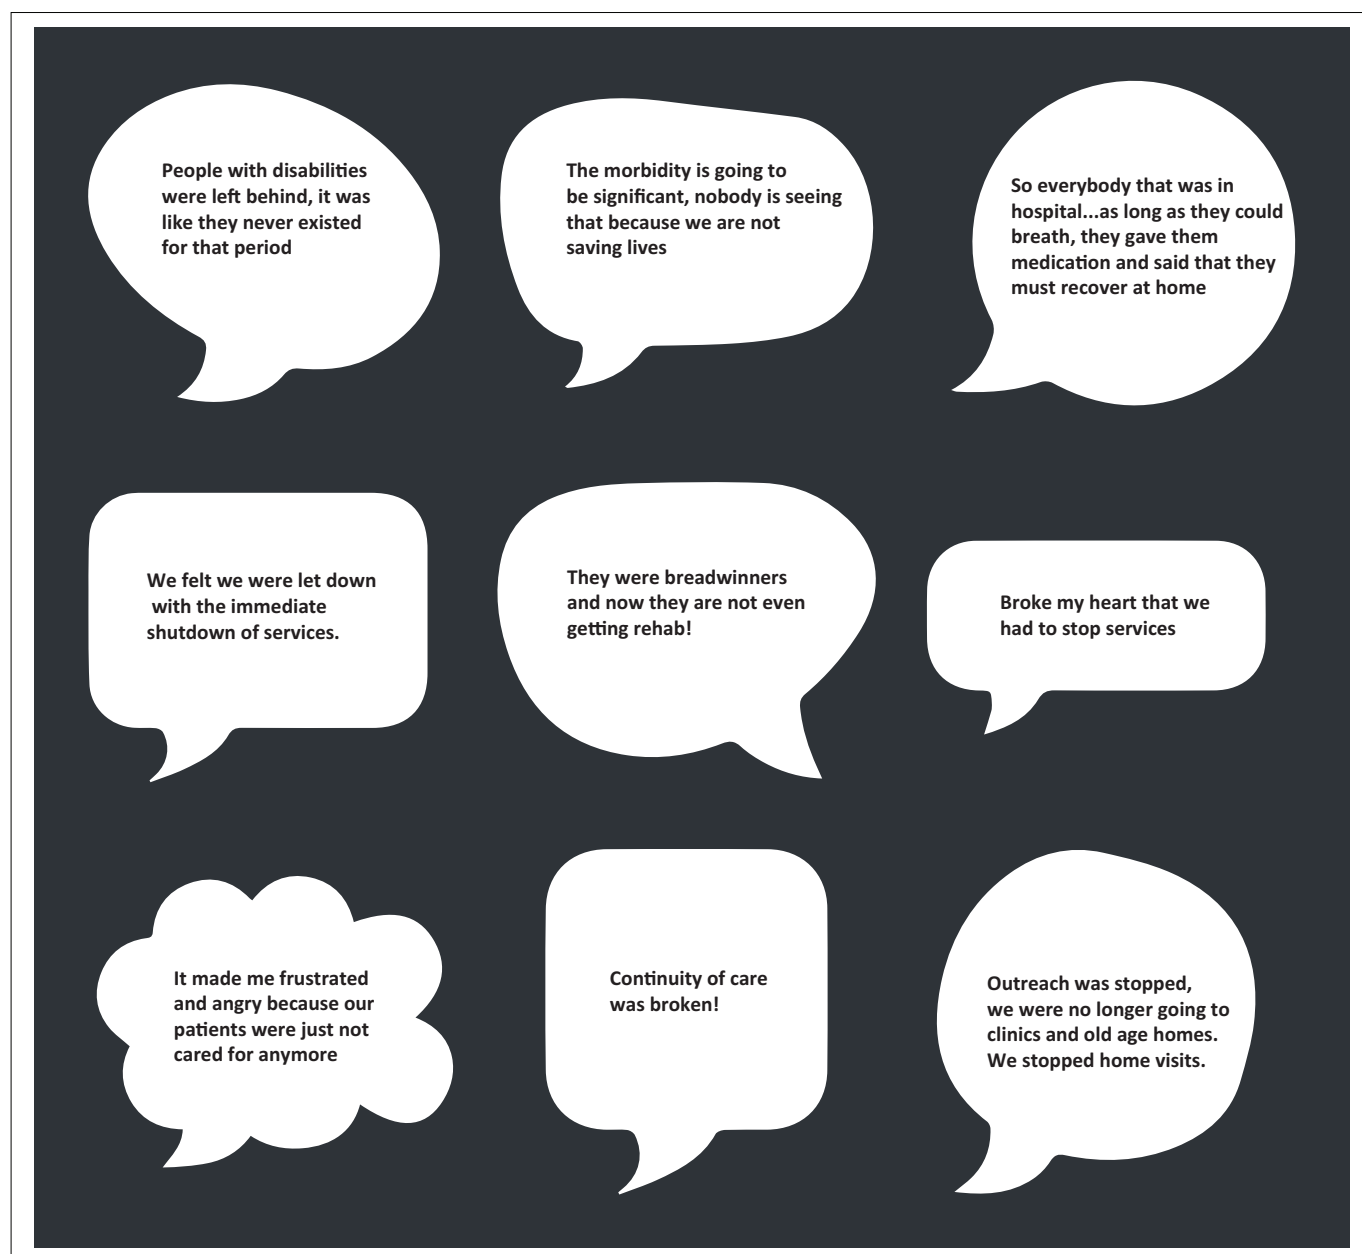 People with disabilities
were left behind, it was
like they never existed
for that period
The morbidity is going to
be significant, nobody is seeing
that because we are not
saving lives
So everybody that was in
hospital...as long as they could
breath, they gave them
medication and said that they
must recover at home
We felt we were let down
with the immediate
shutdown of services.
They were breadwinners
and now they are not even
getting rehab!
Broke my heart that we
had to stop services
It made me frustrated
and angry because our
patients were just not
cared for anymore
Continuity of care
was broken!
Outreach was stopped,
we were no longer going to
clinics and old age homes.
We stopped home visits.